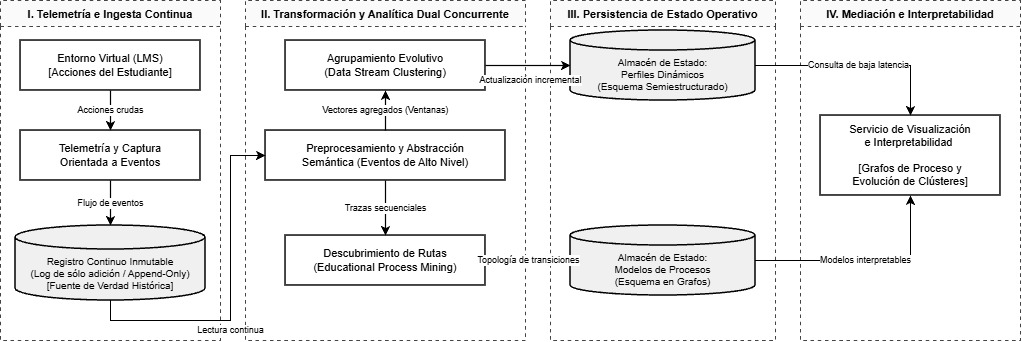 I. Telemetría e Ingesta Continua
Entorno Virtual (LMS)
[Acciones del Estudiante]
Acciones crudas
Telemetría y Captura
Orientada a Eventos
Flujo de eventos
Registro Continuo Inmutable
(Log de sólo adición / Append-Only)
[Fuente de Verdad Histórica]
Lectura continua
II. Transformación y Analítica Dual Concurrente
Agrupamiento Evolutivo
(Data Stream Clustering)
Vectores agregados (Ventanas)
Preprocesamiento y Abstracción
Semántica (Eventos de Alto Nivel)
Trazas secuenciales
Descubrimiento de Rutas
(Educational Process Mining)
Actualización incremental
Topología de transiciones
III. Persistencia de Estado Operativo
Almacén de Estado:
Perfiles Dinámicos
(Esquema Semiestructurado)
Almacén de Estado:
Modelos de Procesos
(Esquema en Grafos)
Consulta de baja latencia
Modelos interpretables
IV. Mediación e Interpretabilidad
Servicio de Visualización
e Interpretabilidad
[Grafos de Proceso y
Evolución de Clústeres]